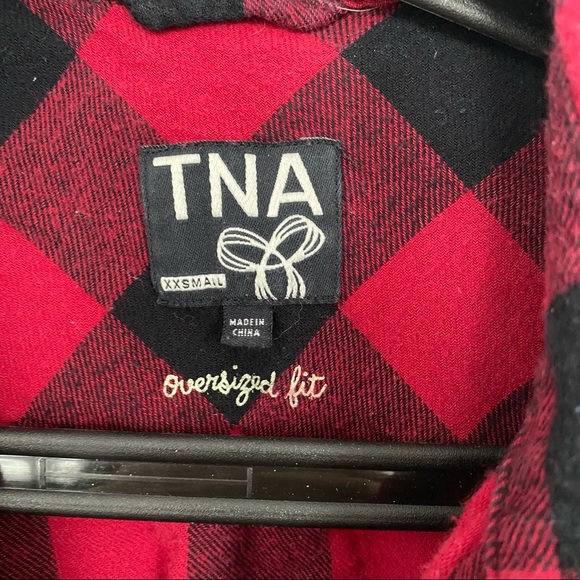 TNA
XXSMALL
MADE IN
CHINA
oversized fit